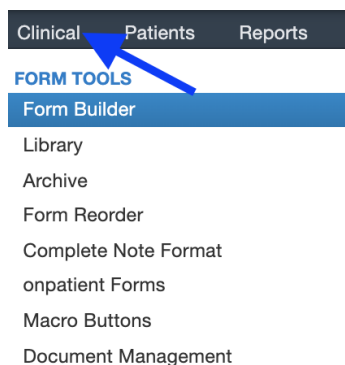 Clinical Patients Reports
FORM TOOLS
Form Builder
Library
Archive
Form Reorder
Complete Note Format
onpatient Forms
Macro Buttons
Document Management